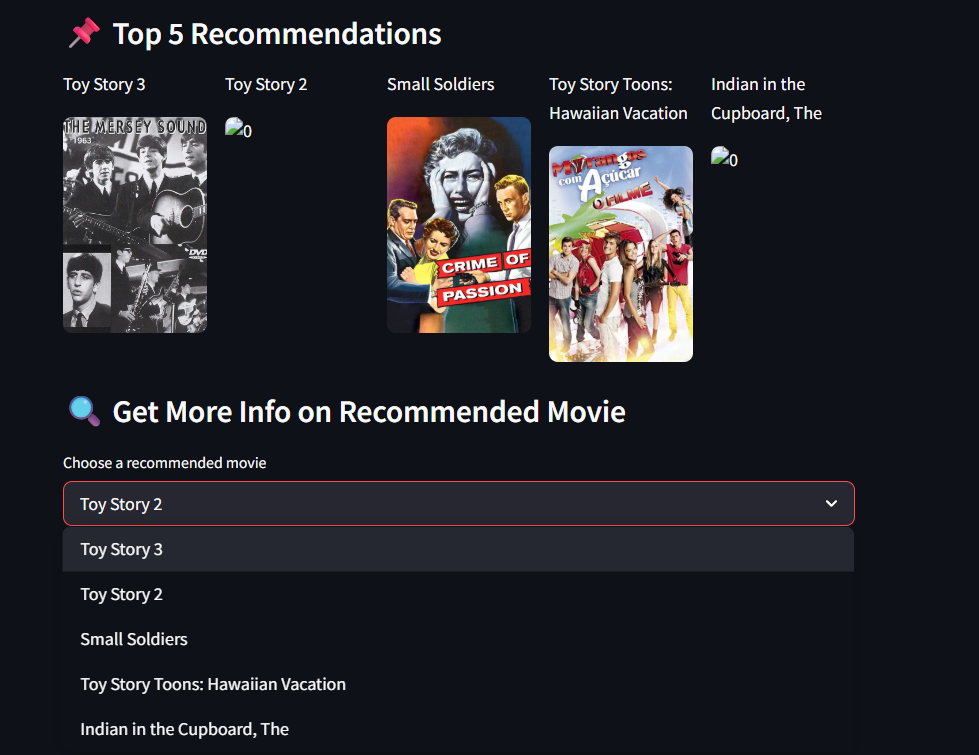 Top 5 Recommendations
Toy Story 3
Toy Story 2
Small Soldiers
Toy Story Toons:
Hawaiian Vacation
Indian in the
Cupboard, The
THE MERSEY SOUND
1963
DVD
0
CRIME OF
PASSION
Morangos
com Açúcar
O FILME
0
Get More Info on Recommended Movie
Choose a recommended movie
Toy Story 2
Toy Story 3
Toy Story 2
Small Soldiers
Toy Story Toons: Hawaiian Vacation
Indian in the Cupboard, The